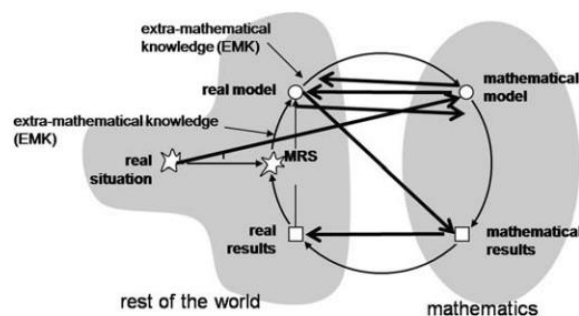 extra-mathematical
knowledge (EMK)
real model
mathematical
model
extra-mathematical knowledge
(EMK)
real
situation
MRS
real
results
mathematical
results
rest of the world
mathematics